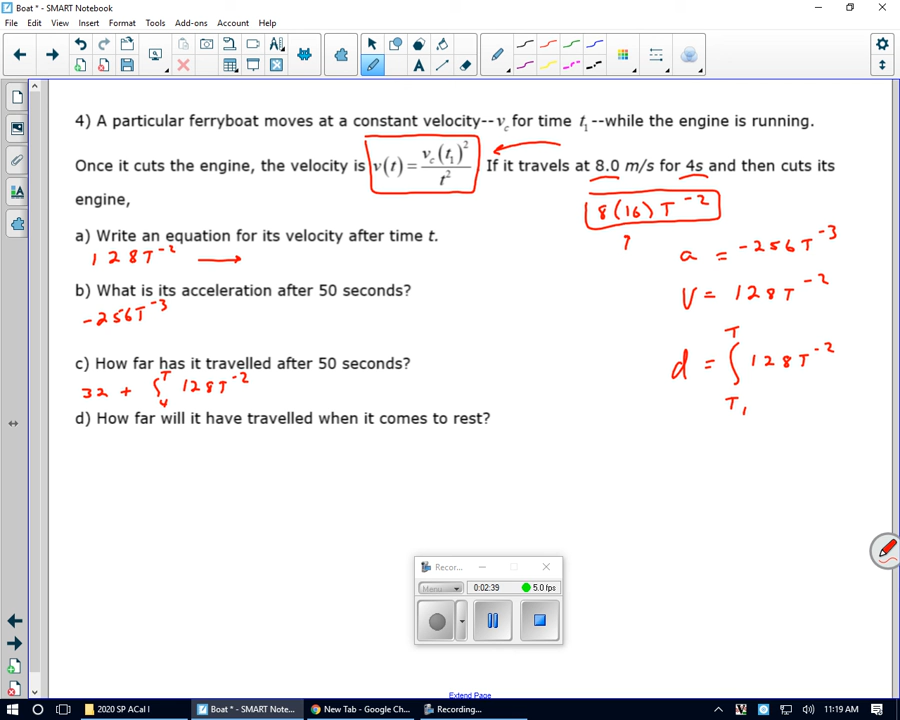 Boat * - SMART Notebook
File Edit View Insert Format Tools Add-ons Account Help
4) A particular ferryboat moves at a constant velocity--v_c for time t_1 --while the engine is running.
Once it cuts the engine, the velocity is v(t) = v_c(t_1)^2 / t^2 If it travels at 8.0 m/s for 4s and then cuts its
engine,
8(16)T^-2
?
a) Write an equation for its velocity after time t.
128T^-2
a = -256T^-3
b) What is its acceleration after 50 seconds?
-256T^-3
V = 128T^-2
c) How far has it travelled after 50 seconds?
32 + ∫_4^T 128T^-2
d = ∫_T_1^T 128T^-2
d) How far will it have travelled when it comes to rest?
Recor...
Menu
0:02:39 5.0 fps
Extend Page
2020 SP ACal I
Boat * - SMART Note...
New Tab - Google Ch...
Recording...
11:19 AM